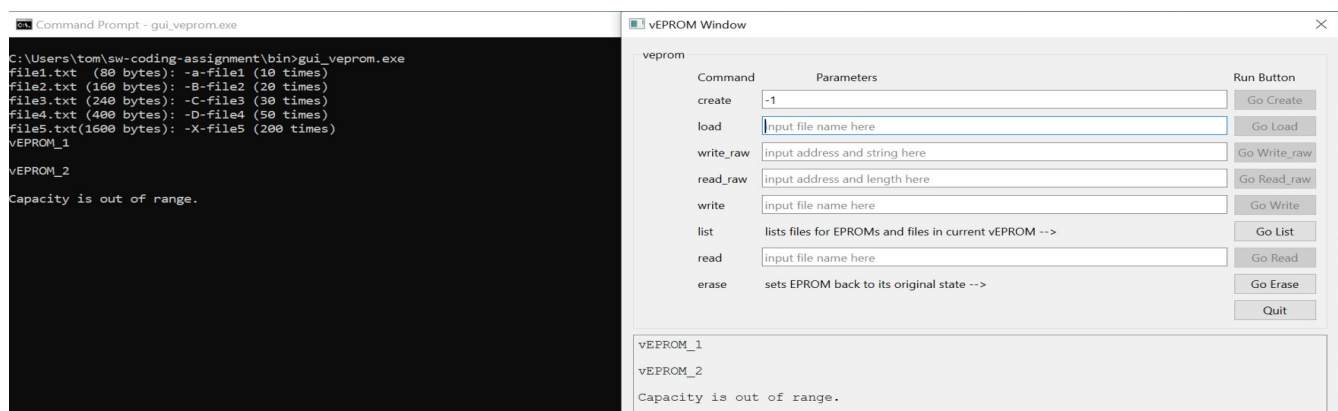 Command Prompt - gui_veprom.exe
C:\Users\tom\sw-coding-assignment\bin>gui_veprom.exe
file1.txt  (80 bytes): -a-file1 (10 times)
file2.txt (160 bytes): -B-file2 (20 times)
file3.txt (240 bytes): -C-file3 (30 times)
file4.txt (400 bytes): -D-file4 (50 times)
file5.txt(1600 bytes): -X-file5 (200 times)
vEPROM_1
vEPROM_2
Capacity is out of range.
vEPROM Window
veprom
Command Parameters Run Button
create -1 Go Create
load input file name here Go Load
write_raw input address and string here Go Write_raw
read_raw input address and length here Go Read_raw
write input file name here Go Write
list lists files for EPROMs and files in current vEPROM --> Go List
read input file name here Go Read
erase sets EPROM back to its original state --> Go Erase
Quit
vEPROM_1
vEPROM_2
Capacity is out of range.